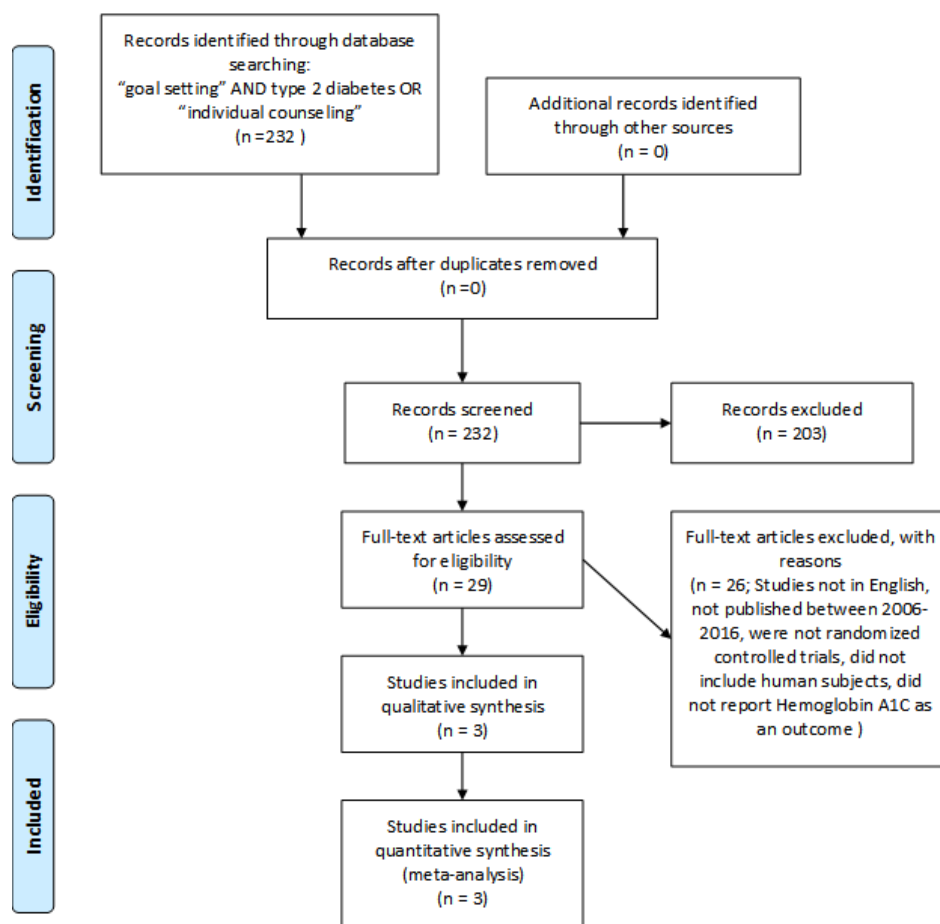 Identification
Records identified through database
searching:
“goal setting” AND type 2 diabetes OR
“individual counseling”
(n =232 )
Additional records identified
through other sources
(n = 0)
Records after duplicates removed
(n =0)
Screening
Records screened
(n = 232)
Records excluded
(n = 203)
Eligibility
Full-text articles assessed
for eligibility
(n = 29)
Full-text articles excluded, with
reasons
(n = 26; Studies not in English,
not published between 2006-
2016, were not randomized
controlled trials, did not
include human subjects, did
not report Hemoglobin A1C as
an outcome )
Studies included in
qualitative synthesis
(n = 3)
Included
Studies included in
quantitative synthesis
(meta-analysis)
(n = 3)